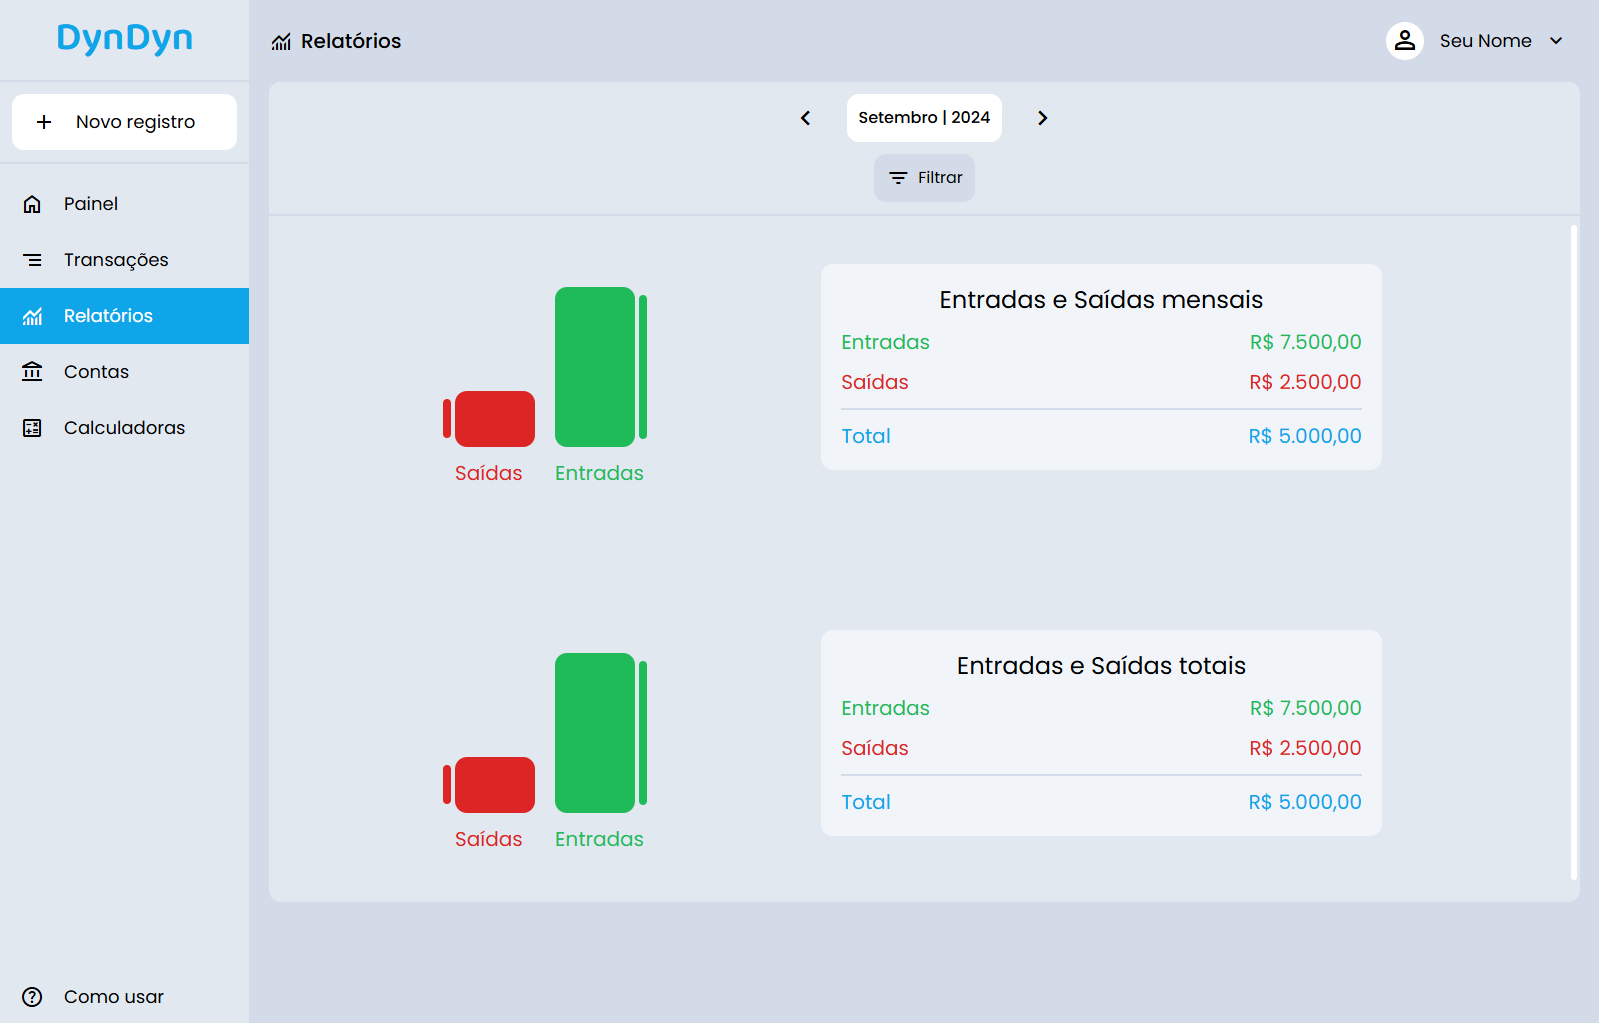 DynDyn
Novo registro
Painel
Transações
Relatórios
Contas
Calculadoras
Como usar
Relatórios
Seu Nome
Setembro | 2024
Filtrar
Saídas
Entradas
Entradas e Saídas mensais
Entradas R$ 7.500,00
Saídas R$ 2.500,00
Total R$ 5.000,00
Saídas
Entradas
Entradas e Saídas totais
Entradas R$ 7.500,00
Saídas R$ 2.500,00
Total R$ 5.000,00